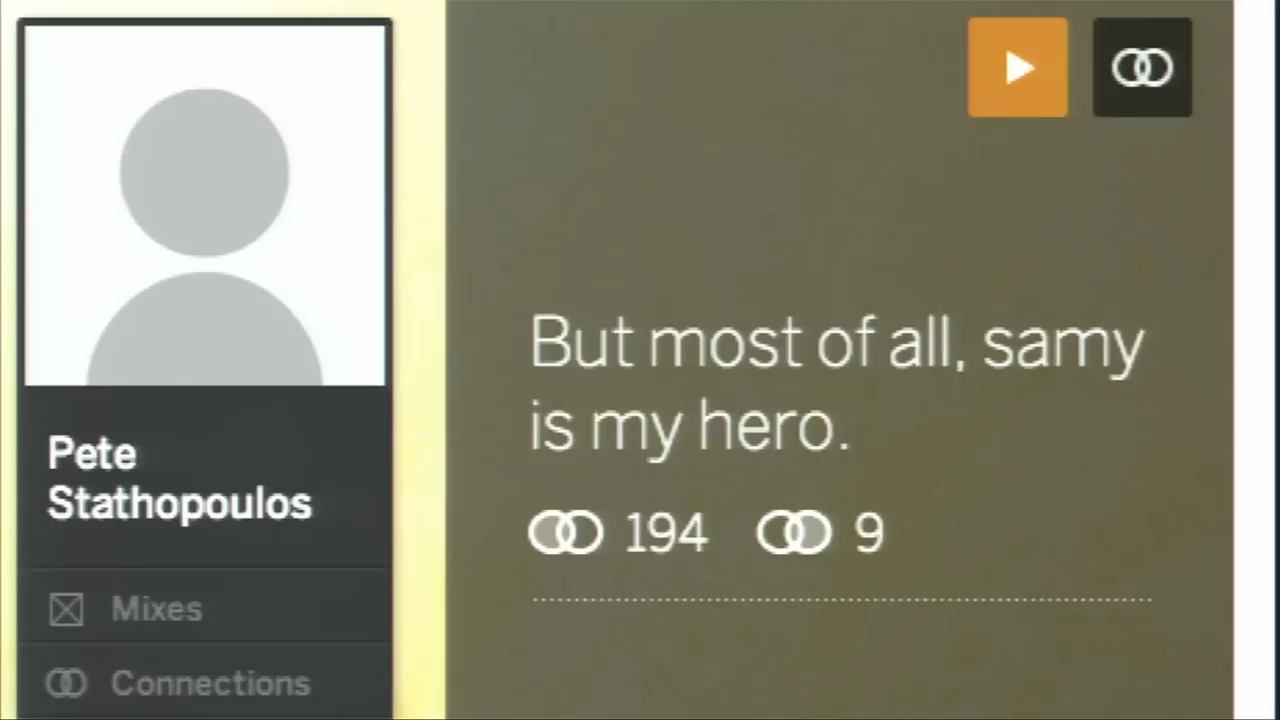 Pete
Stathopoulos
Mixes
Connections
But most of all, samy
is my hero.
194 9